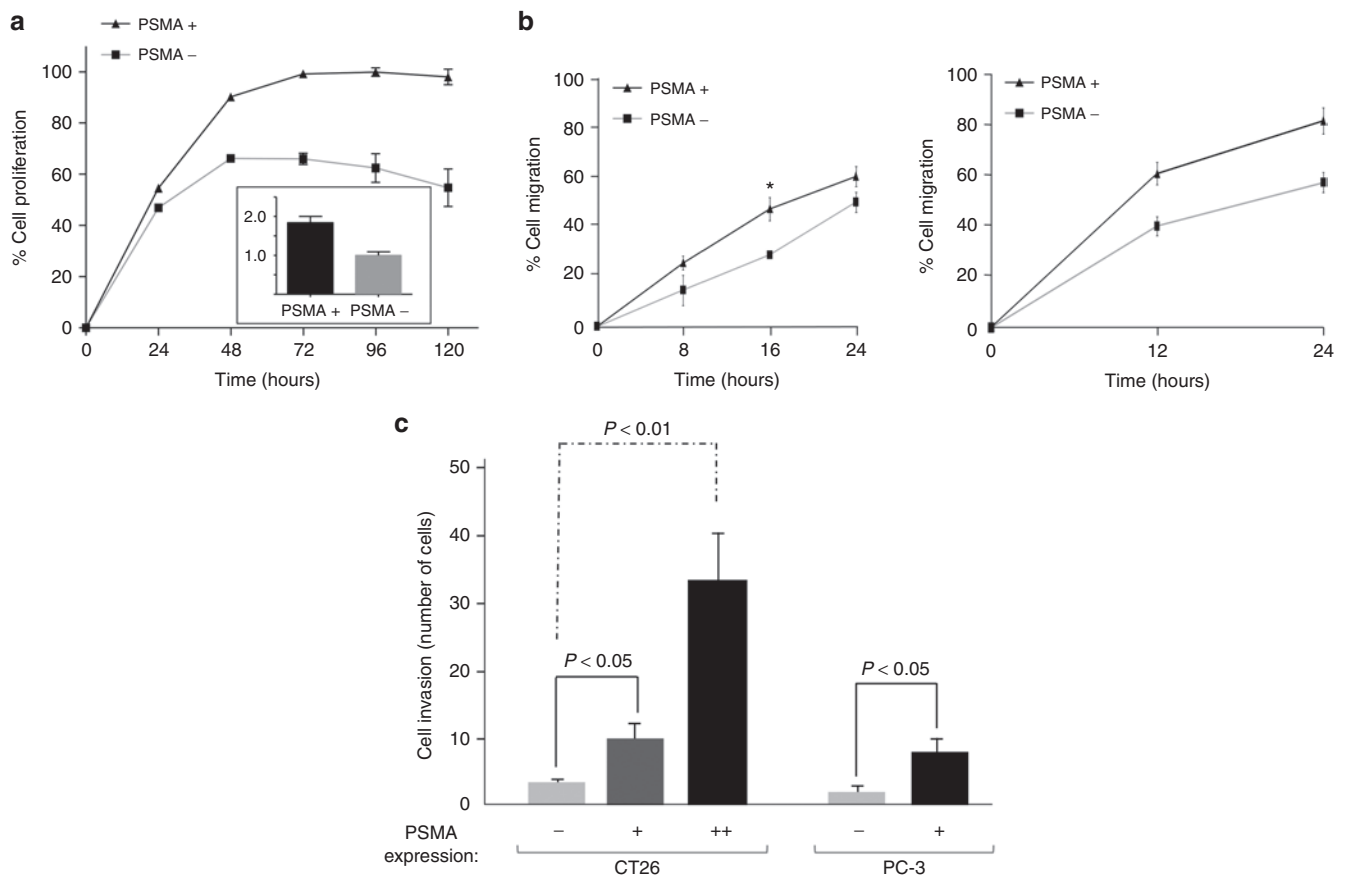 a
PSMA +
PSMA –
100
80
60
40
20
0
% Cell proliferation
0 24 48 72 96 120
Time (hours)
2.0
1.0
PSMA + PSMA –
b
PSMA +
PSMA –
100
80
60
40
20
0
% Cell migration
*
0 8 16 24
Time (hours)
PSMA +
PSMA –
100
80
60
40
20
0
% Cell migration
0 12 24
Time (hours)
c
P < 0.01
P < 0.05
P < 0.05
50
40
30
20
10
0
Cell invasion (number of cells)
PSMA
expression:
– + ++ – +
CT26 PC-3